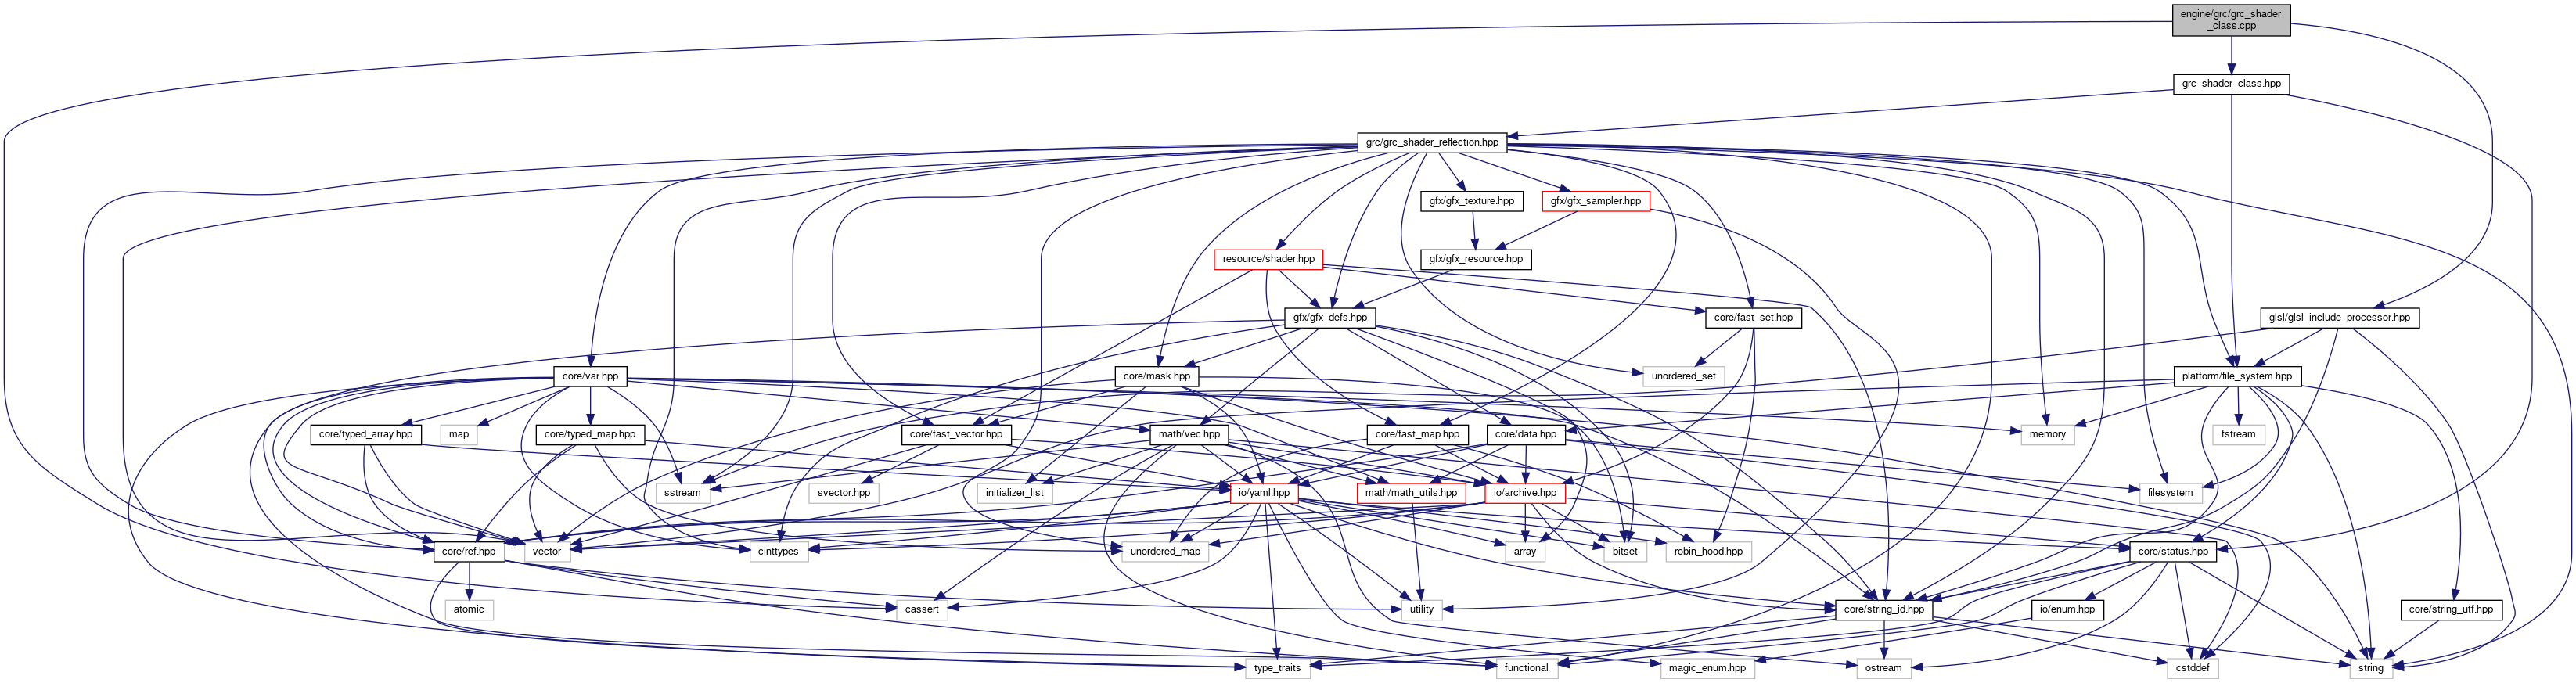 engine/grc/grc_shader
_class.cpp
grc_shader_class.hpp
grc/grc_shader_reflection.hpp
gfx/gfx_texture.hpp
gfx/gfx_sampler.hpp
resource/shader.hpp
gfx/gfx_resource.hpp
gfx/gfx_defs.hpp
core/fast_set.hpp
glsl/glsl_include_processor.hpp
core/var.hpp
core/mask.hpp
unordered_set
platform/file_system.hpp
core/typed_array.hpp
map
core/typed_map.hpp
core/fast_vector.hpp
math/vec.hpp
core/fast_map.hpp
core/data.hpp
memory
fstream
sstream
svector.hpp
initializer_list
io/yaml.hpp
math/math_utils.hpp
io/archive.hpp
filesystem
core/ref.hpp
vector
cinttypes
unordered_map
array
bitset
robin_hood.hpp
core/status.hpp
atomic
cassert
utility
core/string_id.hpp
io/enum.hpp
core/string_utf.hpp
type_traits
functional
magic_enum.hpp
ostream
cstddef
string